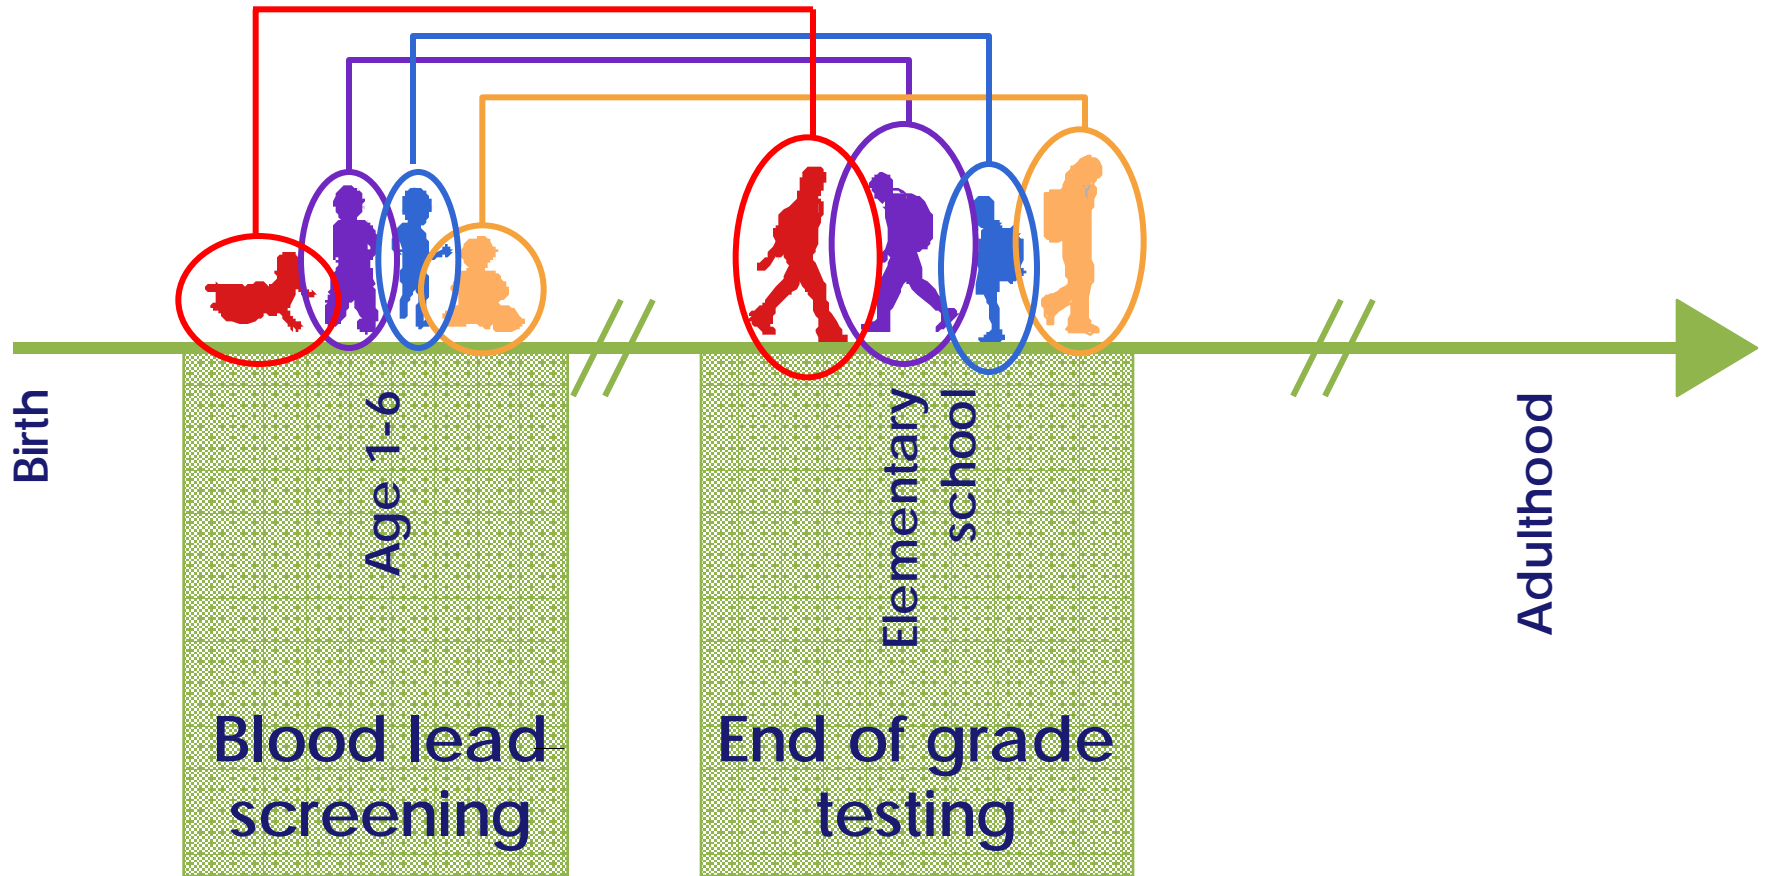 Birth
Age 1-6
Elementary
school
Adulthood
Blood lead
screening
End of grade
testing